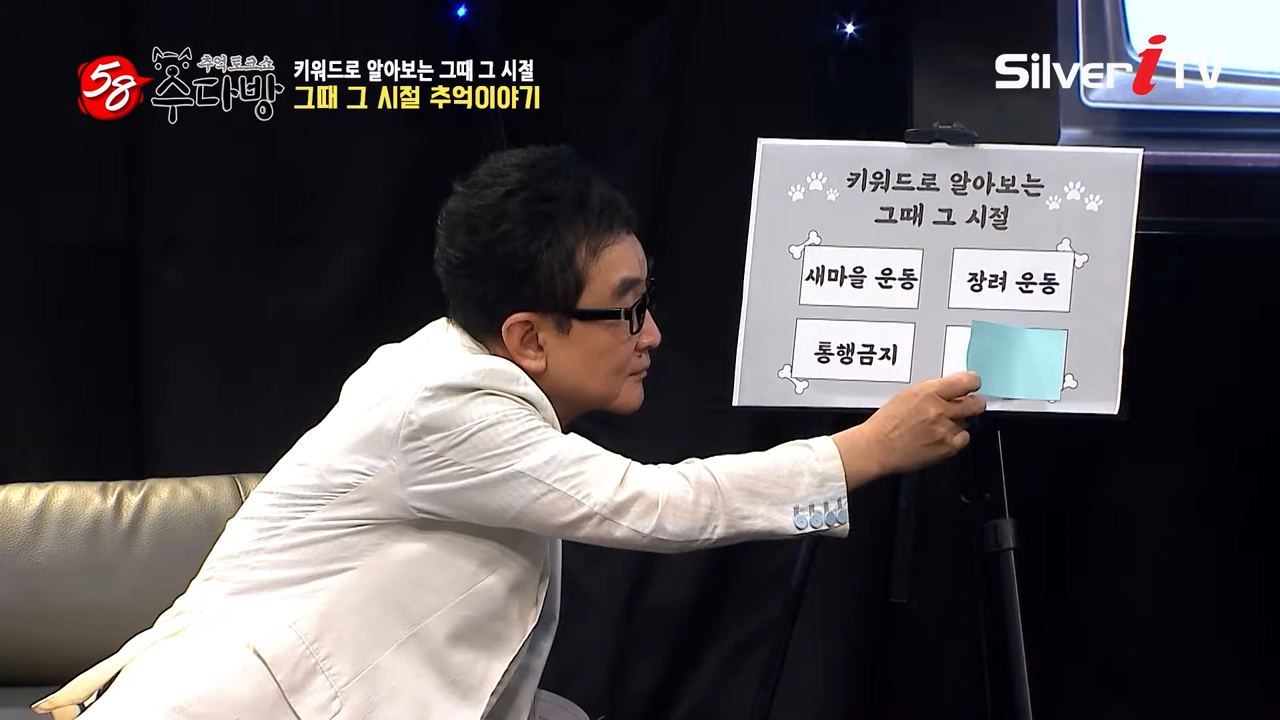 58
추억토크쇼
수다방
키워드로 알아보는 그때 그 시절
그때 그 시절 추억이야기
Silver i TV
키워드로 알아보는
그때 그 시절
새마을 운동
장려 운동
통행금지